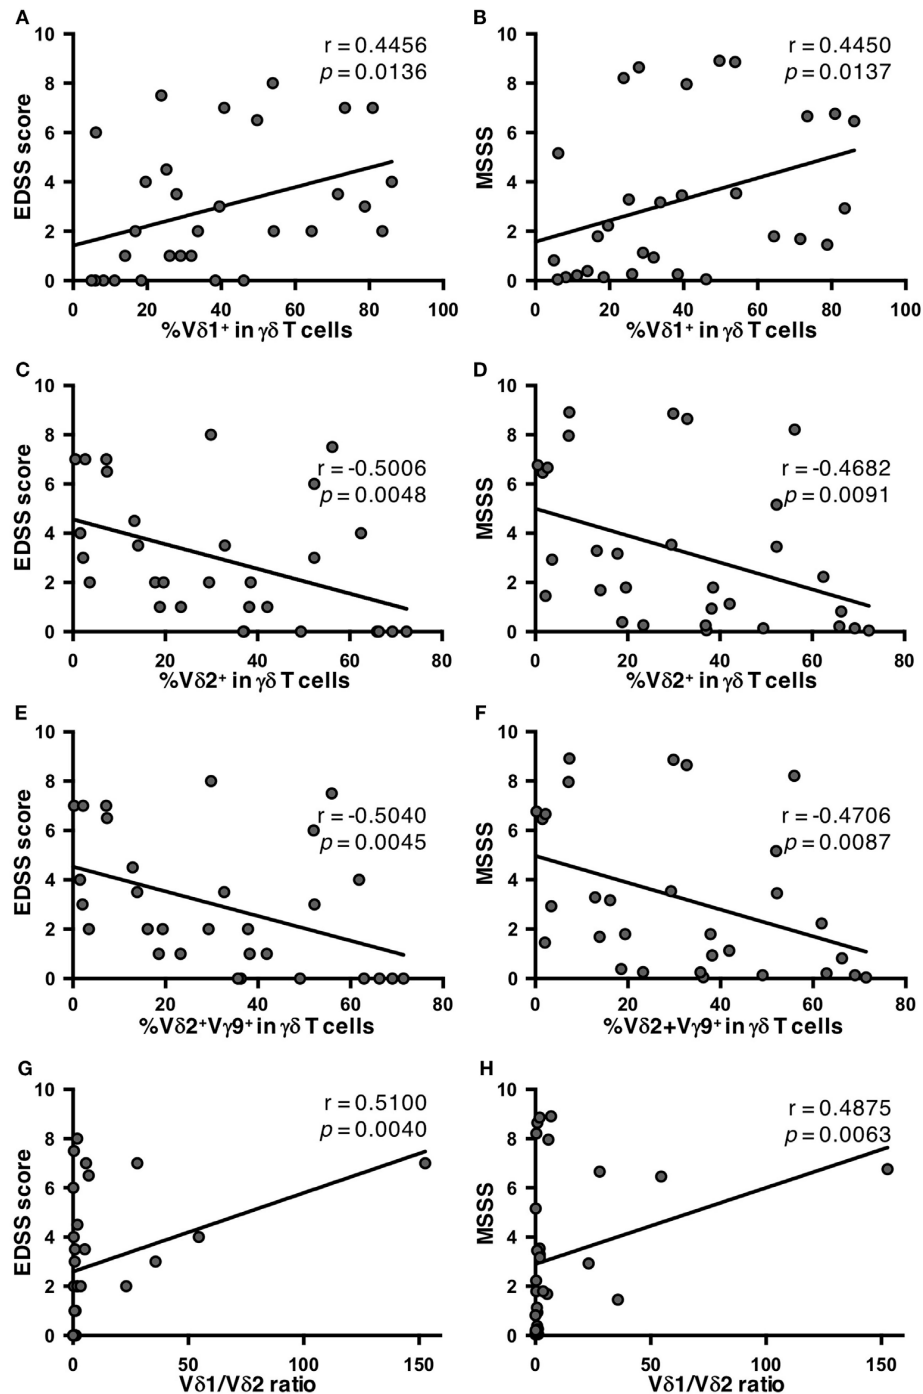 A
10
8
6
4
2
0
EDSS score
r = 0.4456
p = 0.0136
0 20 40 60 80 100
%Vδ1⁺ in γδ T cells
B
10
8
6
4
2
0
MSSS
r = 0.4450
p = 0.0137
0 20 40 60 80 100
%Vδ1⁺ in γδ T cells
C
10
8
6
4
2
0
EDSS score
r = -0.5006
p = 0.0048
0 20 40 60 80
%Vδ2⁺ in γδ T cells
D
10
8
6
4
2
0
MSSS
r = -0.4682
p = 0.0091
0 20 40 60 80
%Vδ2⁺ in γδ T cells
E
10
8
6
4
2
0
EDSS score
r = -0.5040
p = 0.0045
0 20 40 60 80
%Vδ2⁺Vγ9⁺ in γδ T cells
F
10
8
6
4
2
0
MSSS
r = -0.4706
p = 0.0087
0 20 40 60 80
%Vδ2+Vγ9⁺ in γδ T cells
G
10
8
6
4
2
0
EDSS score
r = 0.5100
p = 0.0040
0 50 100 150
Vδ1/Vδ2 ratio
H
10
8
6
4
2
0
MSSS
r = 0.4875
p = 0.0063
0 50 100 150
Vδ1/Vδ2 ratio